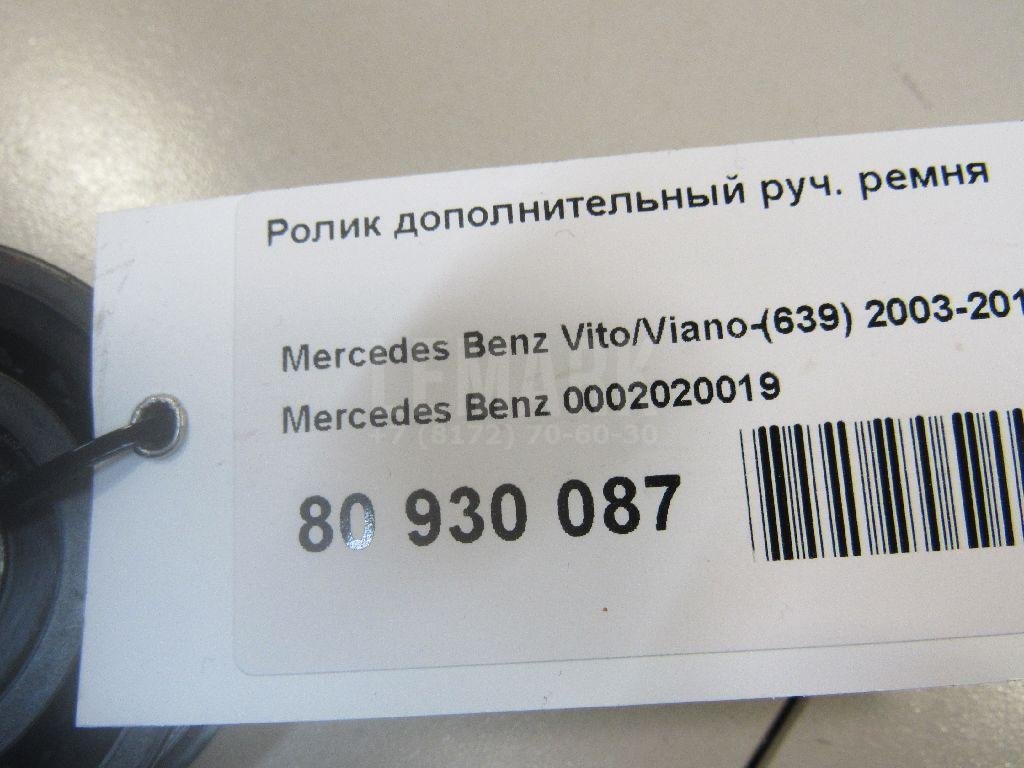 Ролик дополнительный руч. ремня
Mercedes Benz Vito/Viano-(639) 2003-201
Mercedes Benz 0002020019
+7 (8172) 70-60-30
80 930 087